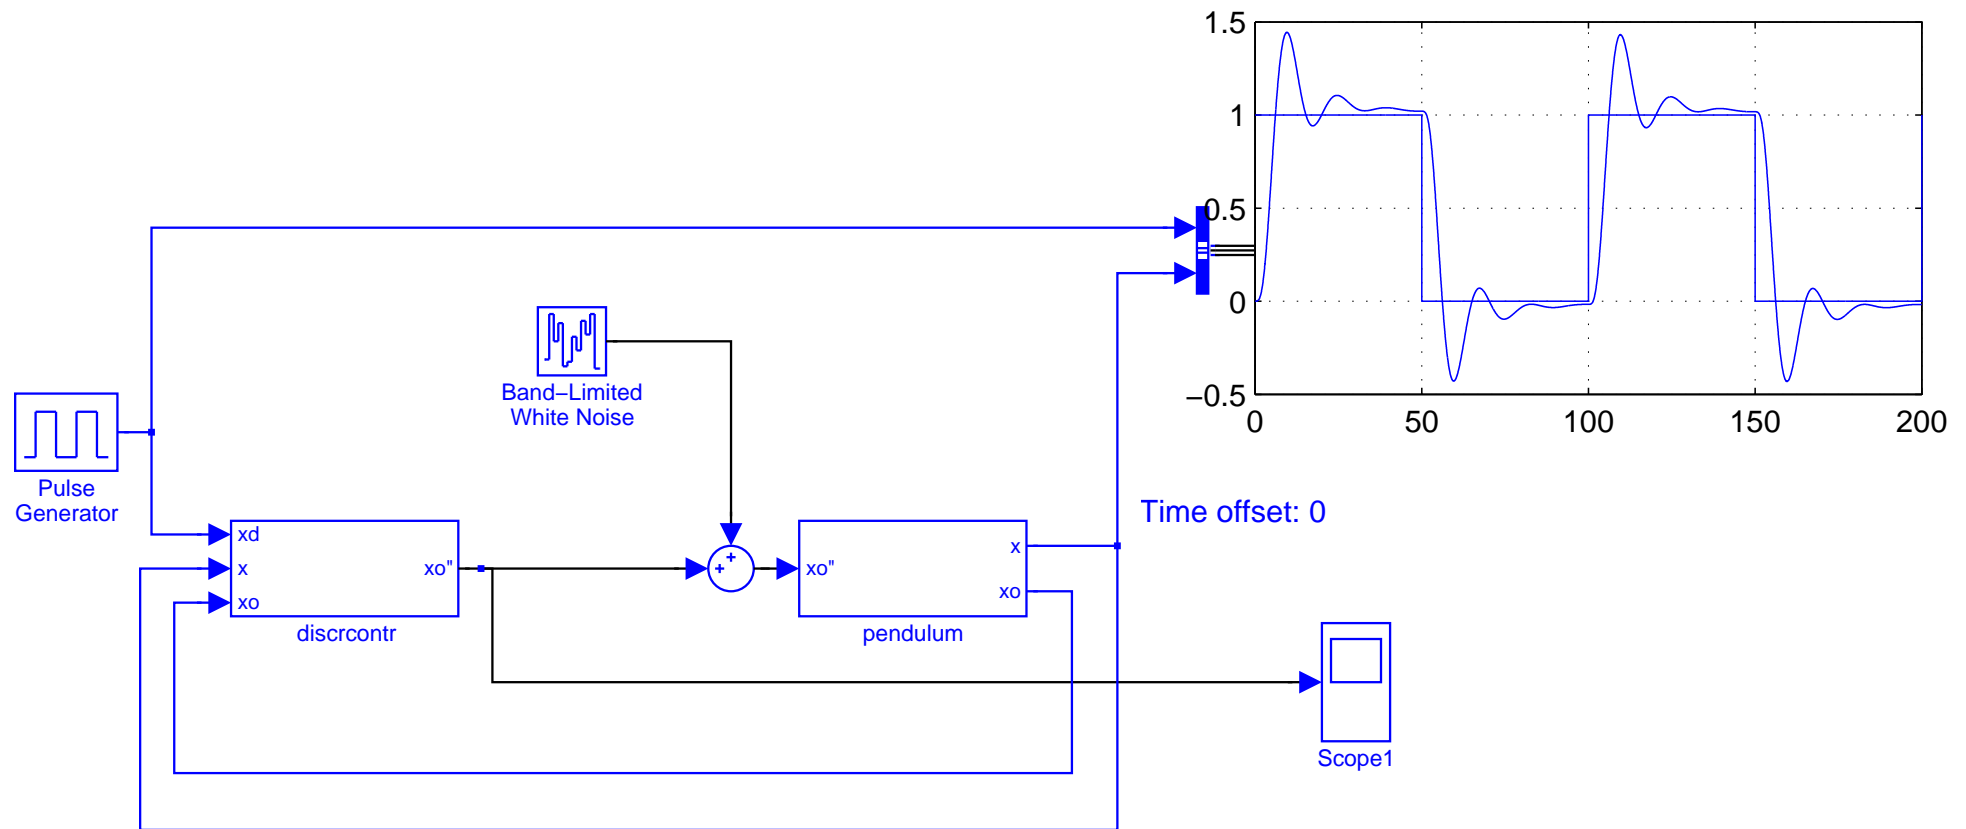 1.5
1
0.5
0
−0.5
0
50
100
150
200
Time offset: 0
Band−Limited
White Noise
Pulse
Generator
xd
x
xo
xo"
discrcontr
+
+
xo"
x
xo
pendulum
Scope1